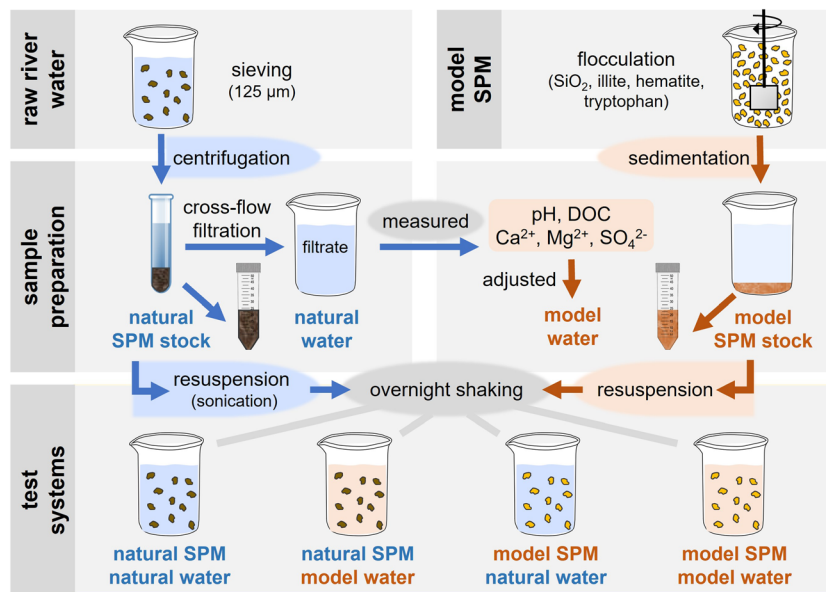 raw river
water
sieving
(125 µm)
centrifugation
model
SPM
flocculation
(SiO₂, illite, hematite,
tryptophan)
sedimentation
sample
preparation
cross-flow
filtration
filtrate
natural
SPM stock
natural
water
measured
pH, DOC
Ca²⁺, Mg²⁺, SO₄²⁻
adjusted
model
water
model
SPM stock
resuspension
(sonication)
overnight shaking
resuspension
test
systems
natural SPM
natural water
natural SPM
model water
model SPM
natural water
model SPM
model water